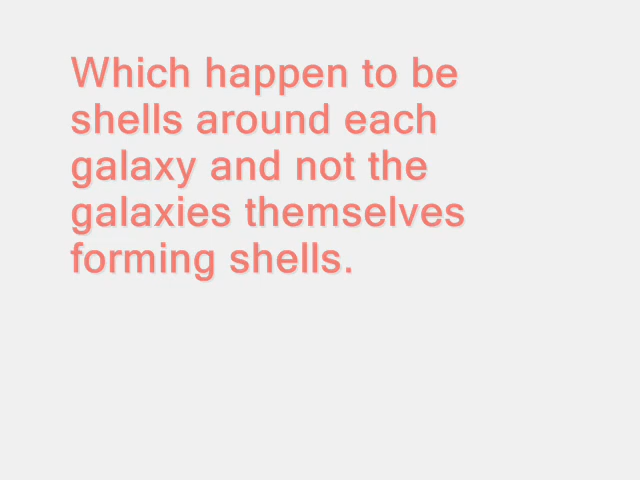 Which happen to be
shells around each
galaxy and not the
galaxies themselves
forming shells.